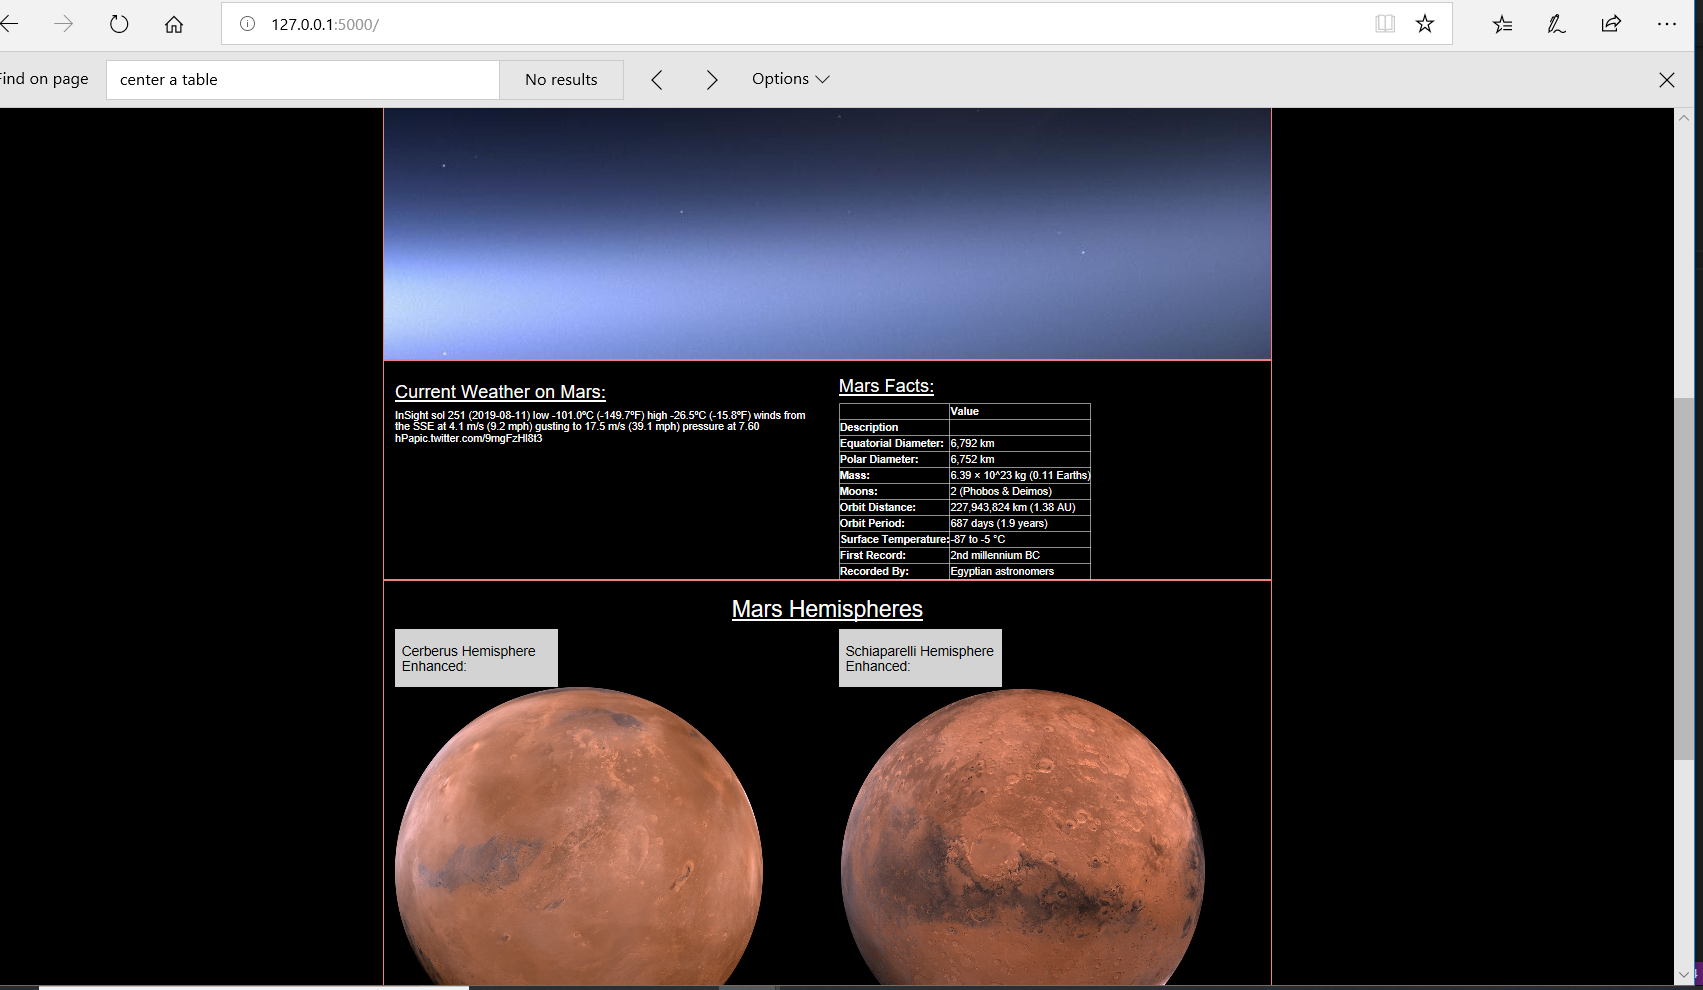 127.0.0.1:5000/
Find on page
center a table
No results
Options
Current Weather on Mars:
InSight sol 251 (2019-08-11) low -101.0ºC (-149.7ºF) high -26.5ºC (-15.8ºF) winds from
the SSE at 4.1 m/s (9.2 mph) gusting to 17.5 m/s (39.1 mph) pressure at 7.60
Mars Facts:
Value
Description
Equatorial Diameter: 6,792 km
Polar Diameter: 6,752 km
Mass: 6.39 × 10^23 kg (0.11 Earths)
Moons: 2 (Phobos & Deimos)
Orbit Distance: 227,943,824 km (1.38 AU)
Orbit Period: 687 days (1.9 years)
Surface Temperature: -87 to -5 °C
First Record: 2nd millennium BC
Recorded By: Egyptian astronomers
Mars Hemispheres
Cerberus Hemisphere
Enhanced:
Schiaparelli Hemisphere
Enhanced: